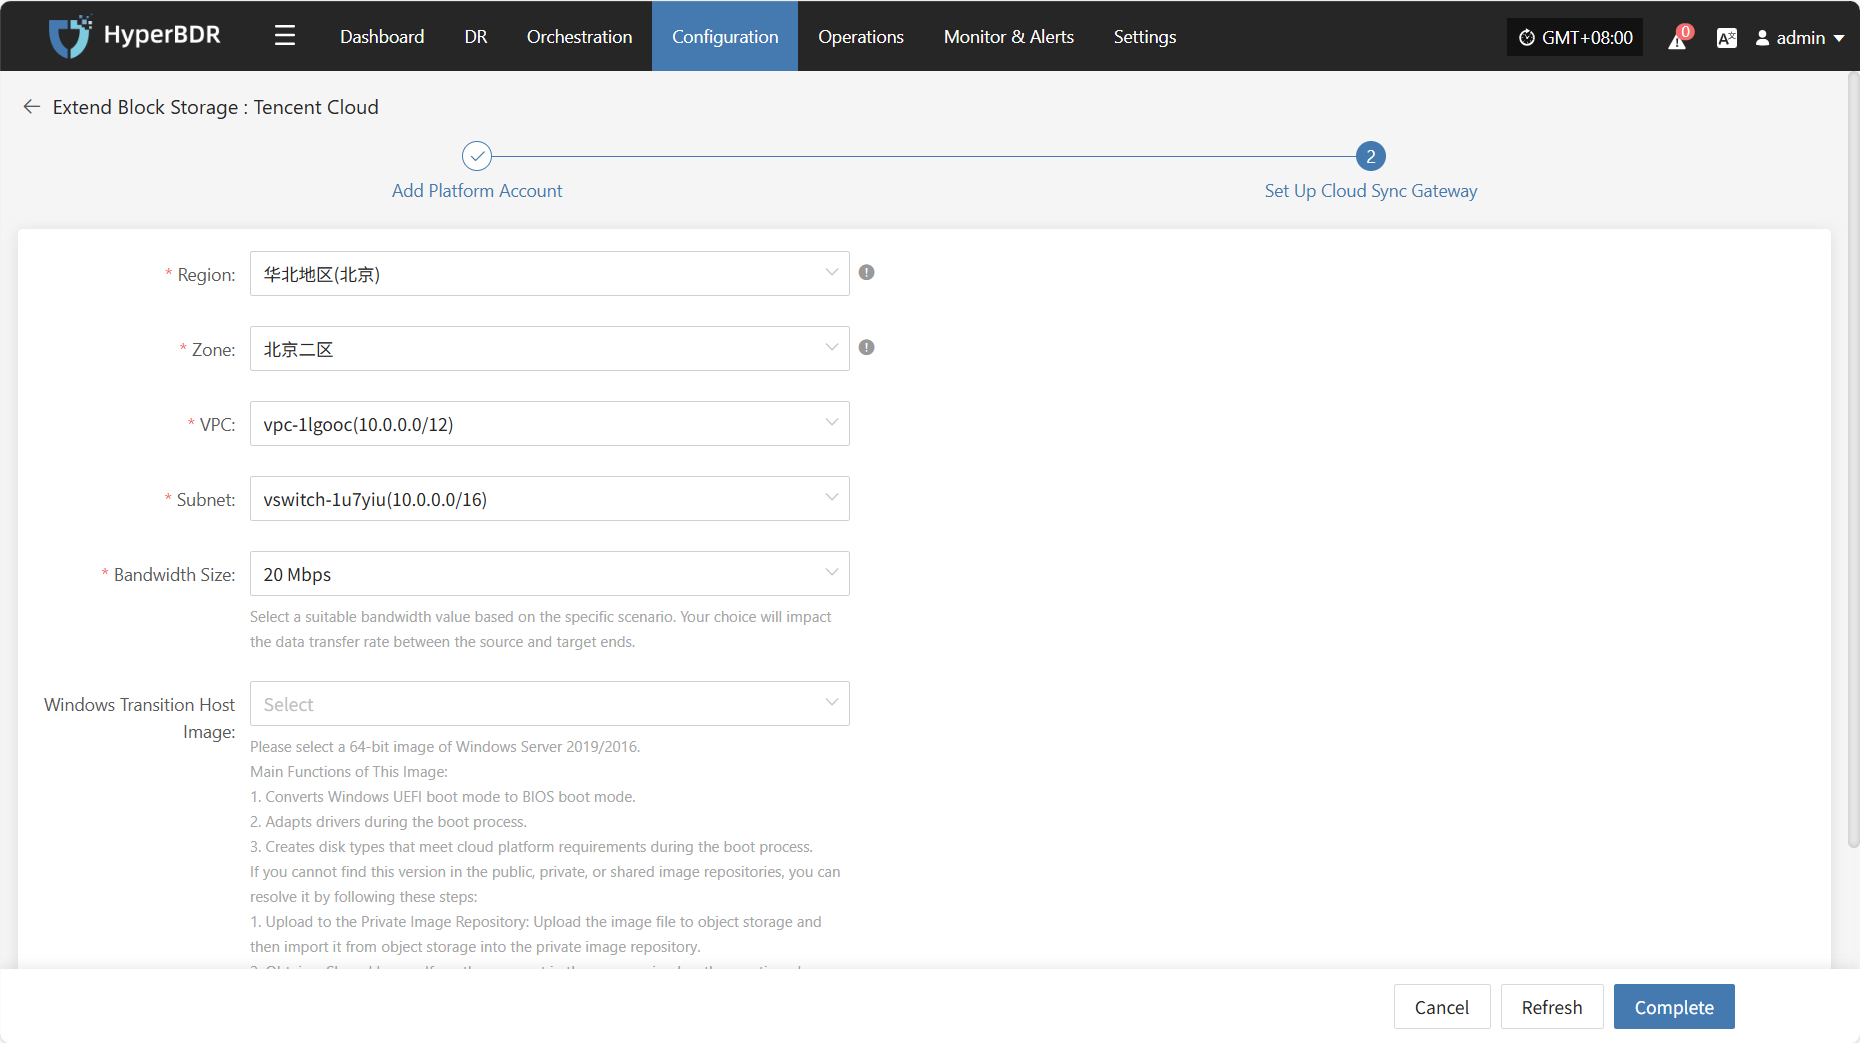 HyperBDR
Dashboard
DR
Orchestration
Configuration
Operations
Monitor & Alerts
Settings
GMT+08:00
0
admin
Extend Block Storage : Tencent Cloud
2
Add Platform Account
Set Up Cloud Sync Gateway
* Region:
华北地区(北京)
* Zone:
北京二区
* VPC:
vpc-1lgooc(10.0.0.0/12)
* Subnet:
vswitch-1u7yiu(10.0.0.0/16)
* Bandwidth Size:
20 Mbps
Select a suitable bandwidth value based on the specific scenario. Your choice will impact
the data transfer rate between the source and target ends.
Windows Transition Host
Image:
Select
Please select a 64-bit image of Windows Server 2019/2016.
Main Functions of This Image:
1. Converts Windows UEFI boot mode to BIOS boot mode.
2. Adapts drivers during the boot process.
3. Creates disk types that meet cloud platform requirements during the boot process.
If you cannot find this version in the public, private, or shared image repositories, you can
resolve it by following these steps:
1. Upload to the Private Image Repository: Upload the image file to object storage and
then import it from object storage into the private image repository.
Cancel
Refresh
Complete